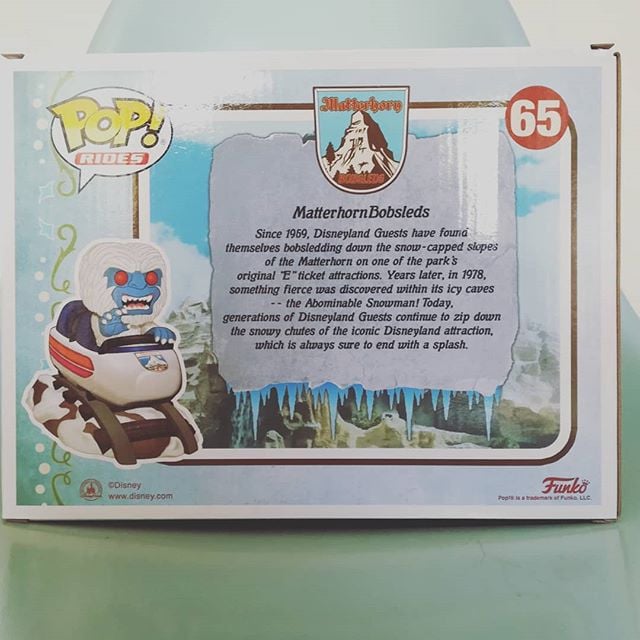 POP!
RIDES
Matterhorn
BOBSLEDS
65
Matterhorn Bobsleds
Since 1959, Disneyland Guests have found
themselves bobsledding down the snow-capped slopes
of the Matterhorn on one of the park's
original "E" ticket attractions. Years later, in 1978,
something fierce was discovered within its icy caves
-- the Abominable Snowman! Today,
generations of Disneyland Guests continue to zip down
the snowy chutes of the iconic Disneyland attraction,
which is always sure to end with a splash.
©Disney
www.disney.com
Funko
Pop!® is a trademark of Funko, LLC.